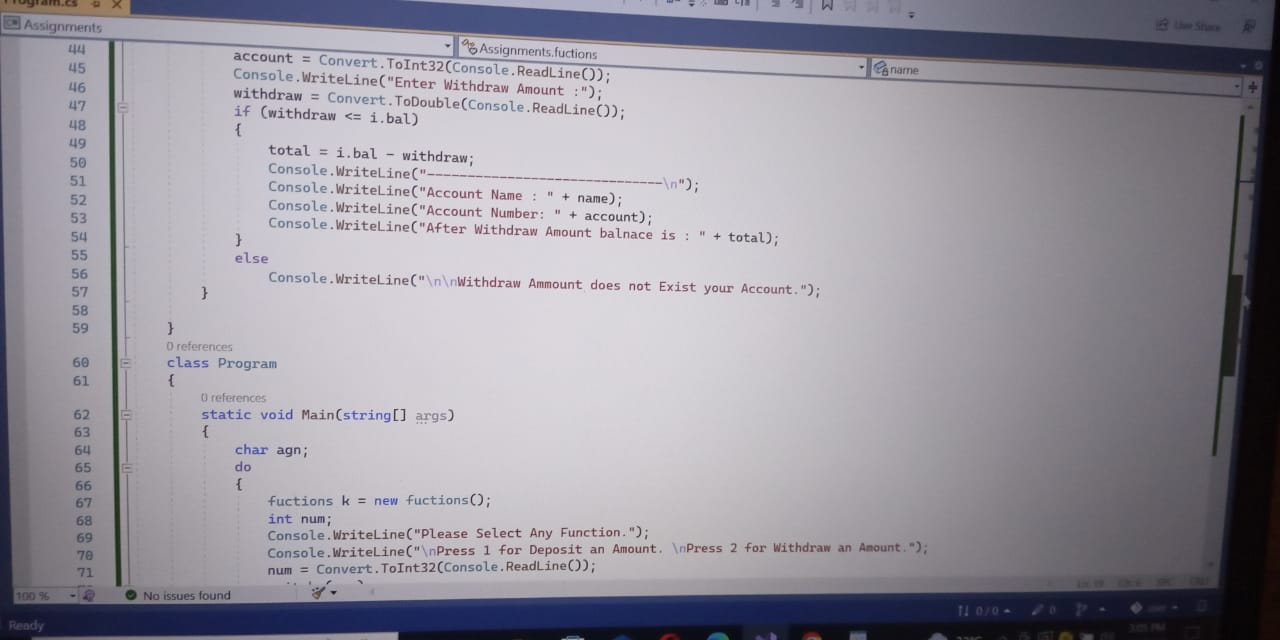 Program.cs
Assignments
Assignments.fuctions
name
Live Share
44
45 account = Convert.ToInt32(Console.ReadLine());
46 Console.WriteLine("Enter Withdraw Amount :");
47 withdraw = Convert.ToDouble(Console.ReadLine());
48 if (withdraw <= i.bal)
49 {
50 total = i.bal - withdraw;
51 Console.WriteLine("-----------------------------\n");
52 Console.WriteLine("Account Name : " + name);
53 Console.WriteLine("Account Number: " + account);
54 Console.WriteLine("After Withdraw Amount balnace is : " + total);
55 }
56 else
57 Console.WriteLine("\n\nWithdraw Ammount does not Exist your Account.");
58 }
59 }
0 references
60 class Program
61 {
0 references
62 static void Main(string[] args)
63 {
64 char agn;
65 do
66 {
67 fuctions k = new fuctions();
68 int num;
69 Console.WriteLine("Please Select Any Function.");
70 Console.WriteLine("\nPress 1 for Deposit an Amount. \nPress 2 for Withdraw an Amount.");
71 num = Convert.ToInt32(Console.ReadLine());
100 %
No issues found
0/0
0
Ready
3:05 PM